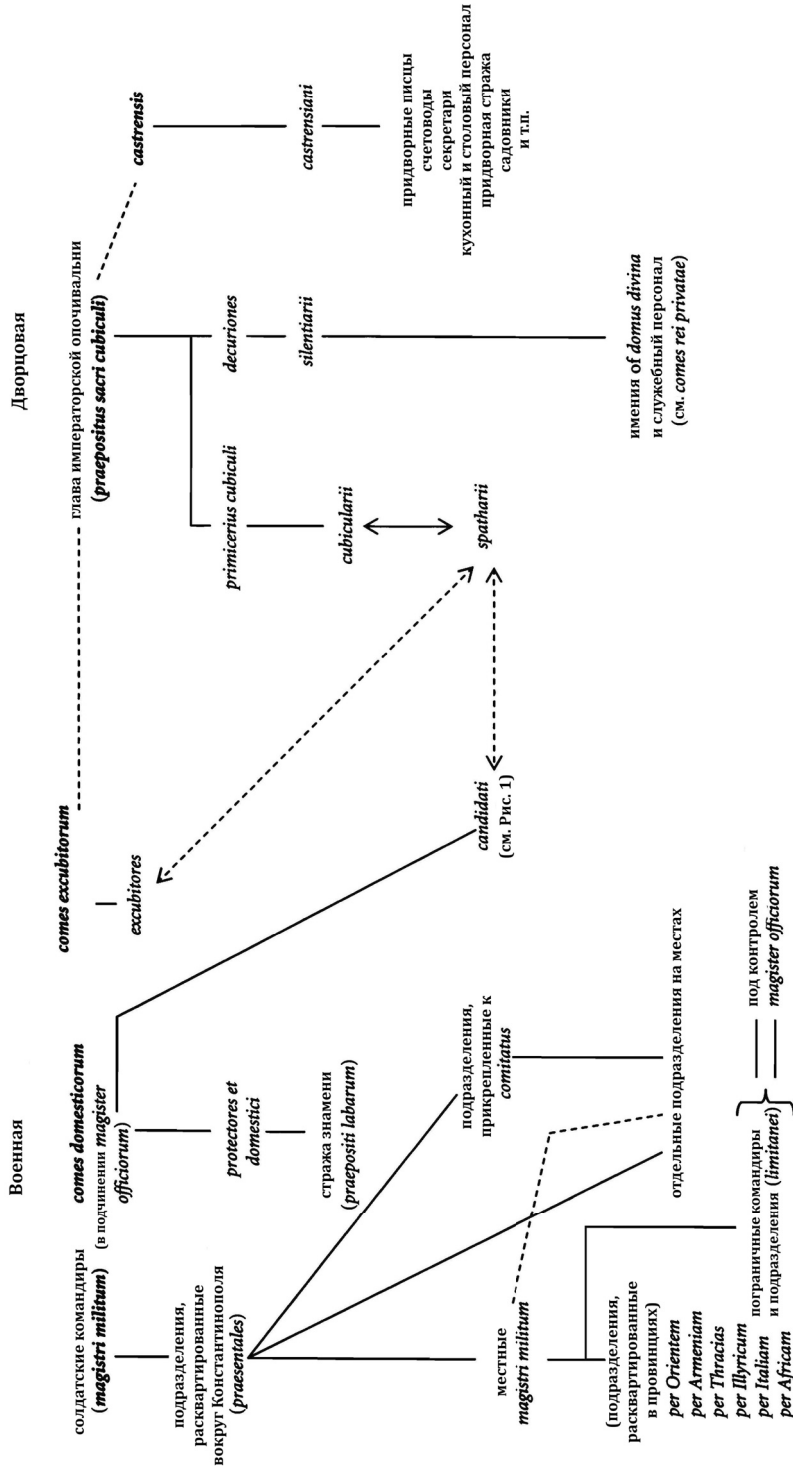 Военная
Дворцовая
солдатские командиры
(magistri militum)
comes domesticorum
(в подчинении magister
officiorum)
comes excubitorum
глава императорской опочивальни
(praepositus sacri cubiculi)
castrensis
подразделения,
расквартированные
вокруг Константинополя
(praesentales)
protectores et
domestici
стража знамени
(praepositi labarum)
excubitores
primicerius cubiculi
cubicularii
spatharii
decuriones
silentiarii
castrensiani
придворные писцы
счетоводы
секретари
кухонный и столовый персонал
придворная стража
садовники
и т.п.
candidati
(см. Рис. 1)
подразделения,
прикрепленные к
comitatus
местные
magistri militum
отдельные подразделения на местах
имения of domus divina
и служебный персонал
(см. comes rei privatae)
(подразделения,
расквартированные
в провинциях)
per Orientem
per Armeniam
per Thracias
per Illyricum
per Italiam
per Africam
пограничные командиры
и подразделения (limitanei)
под контролем
magister officiorum